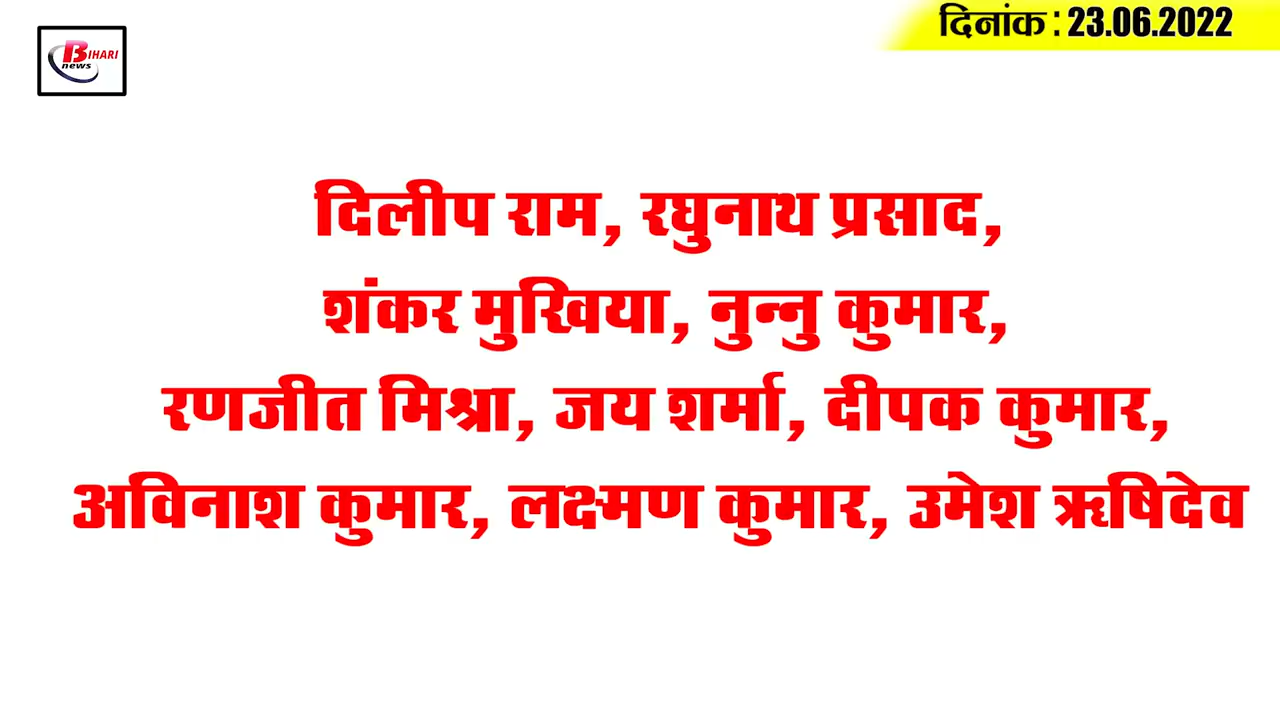 BIHARI
news
दिनांक : 23.06.2022
दिलीप राम, रघुनाथ प्रसाद,
शंकर मुखिया, नुन्नु कुमार,
रणजीत मिश्रा, जय शर्मा, दीपक कुमार,
अविनाश कुमार, लक्ष्मण कुमार, उमेश ऋषिदेव